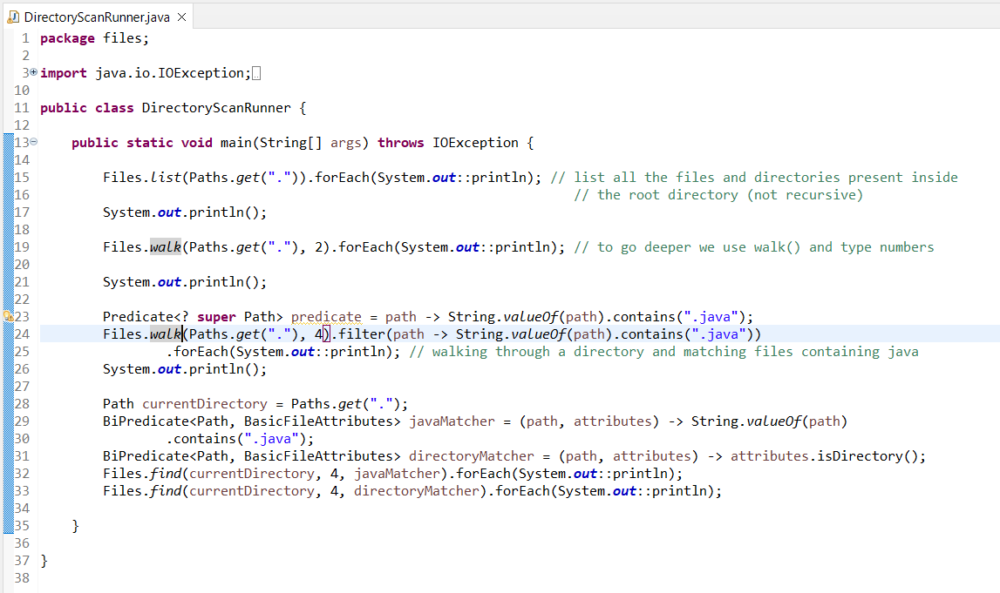 DirectoryScanRunner.java
1 package files;
2
3 import java.io.IOException;
10
11 public class DirectoryScanRunner {
12
13     public static void main(String[] args) throws IOException {
14
15         Files.list(Paths.get(".")).forEach(System.out::println); // list all the files and directories present inside
16                                                                     // the root directory (not recursive)
17         System.out.println();
18
19         Files.walk(Paths.get("."), 2).forEach(System.out::println); // to go deeper we use walk() and type numbers
20
21         System.out.println();
22
23         Predicate<? super Path> predicate = path -> String.valueOf(path).contains(".java");
24         Files.walk(Paths.get("."), 4).filter(path -> String.valueOf(path).contains(".java"))
25                 .forEach(System.out::println); // walking through a directory and matching files containing java
26         System.out.println();
27
28         Path currentDirectory = Paths.get(".");
29         BiPredicate<Path, BasicFileAttributes> javaMatcher = (path, attributes) -> String.valueOf(path)
30                 .contains(".java");
31         BiPredicate<Path, BasicFileAttributes> directoryMatcher = (path, attributes) -> attributes.isDirectory();
32         Files.find(currentDirectory, 4, javaMatcher).forEach(System.out::println);
33         Files.find(currentDirectory, 4, directoryMatcher).forEach(System.out::println);
34
35     }
36
37 }
38